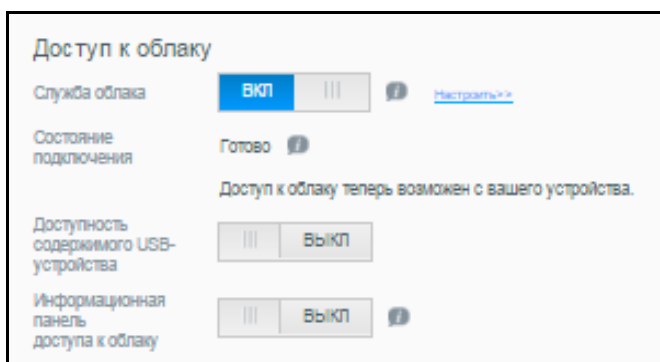 Доступ к облаку
Служба облака ВКЛ Настроить>>
Состояние
подключения Готово
Доступ к облаку теперь возможен с вашего устройства.
Доступность
содержимого USB-
устройства ВЫКЛ
Информационная
панель
доступа к облаку ВЫКЛ